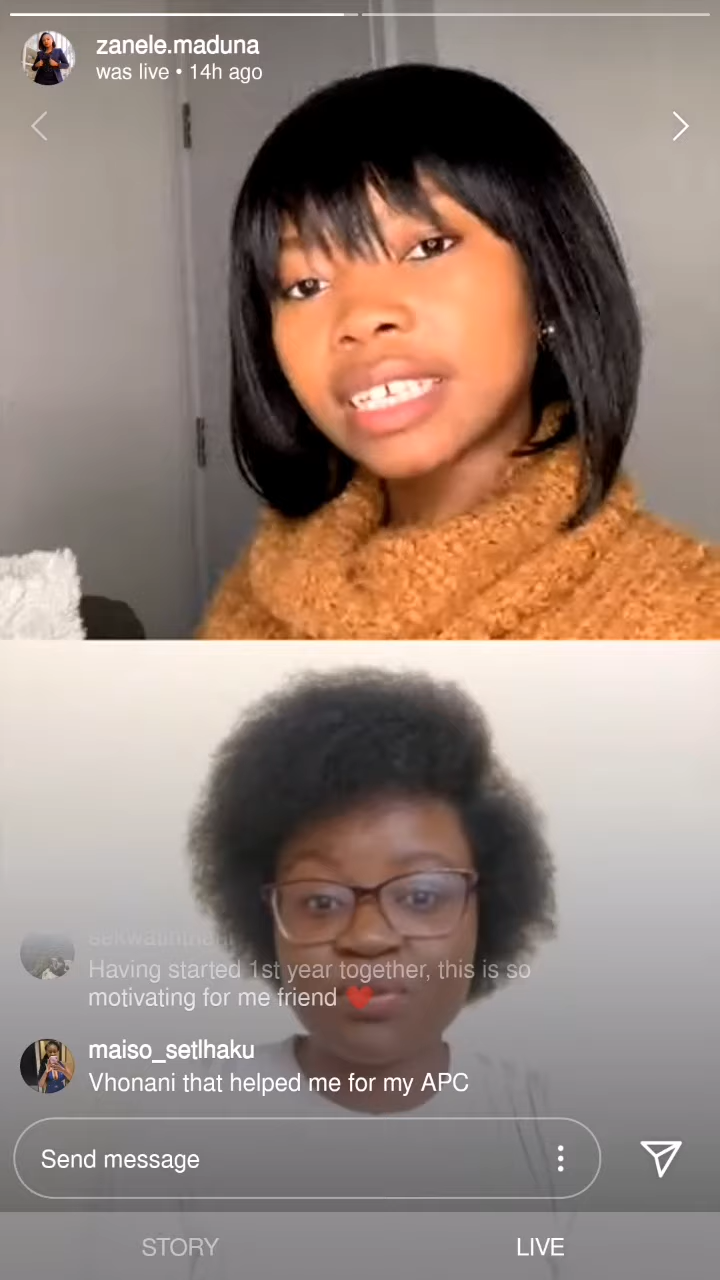 zanele.maduna
was live • 14h ago
Having started 1st year together, this is so
motivating for me friend ❤️
maiso_setlhaku
Vhonani that helped me for my APC
Send message
STORY
LIVE